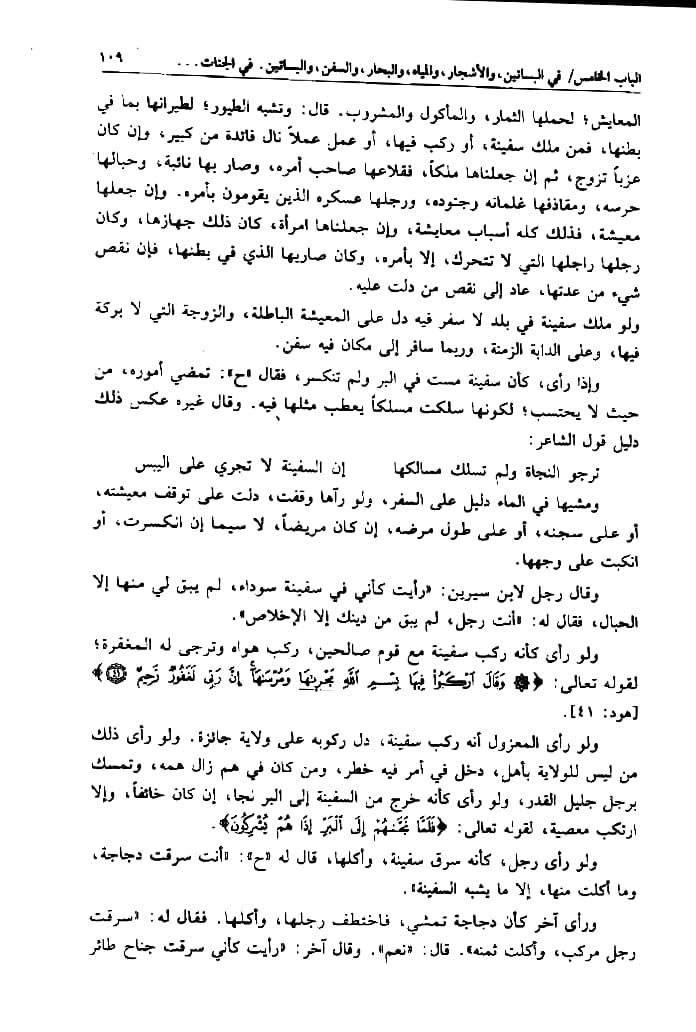 الباب الخامس/ في البساتين، والأشجار، والمياه، والبحار، والسفن، والبساتين. في الجنات... ١٠٩
المعايش؛ لحملها الثمار، والمأكول والمشروب. قال: وتشبه الطيور؛ لطيرانها بما في
بطنها، فمن ملك سفينة، أو ركب فيها، أو عمل عملاً نال فائدة من كبير، وإن كان
عزباً تزوج، ثم إن جعلناها ملكاً، فقلاعها صاحب أمره، وصار بها نائبة، وحبالها
حرسه، ومقاذفها غلمانه وجنوده، ورجلها عسكره الذين يقومون بأمره. وإن جعلها
معيشة، فذلك كله أسباب معايشة، وإن جعلناها امرأة، كان ذلك جهازها، وكان
رجلها راجلها التي لا تتحرك، إلا بأمره، وكان صاريها الذي في بطنها، فإن نقص
شيء من عدتها، عاد إلى نقص من دلت عليه.
ولو ملك سفينة في بلد لا سفر فيه دل على المعيشة الباطلة، والزوجة التي لا بركة
فيها، وعلى الدابة الزمنة، وربما سافر إلى مكان فيه سفن.
وإذا رأى، كأن سفينة مست في البر ولم تنكسر، فقال «ح»: تمضي أموره، من
حيث لا يحتسب؛ لكونها سلكت مسلكاً يعطب مثلها فيه. وقال غيره عكس ذلك
دليل قول الشاعر:
ترجو النجاة ولم تسلك مسالكها إن السفينة لا تجري على اليبس
ومشيها في الماء دليل على السفر، ولو رآها وقفت، دلت على توقف معيشته،
أو على سجنه، أو على طول مرضه، إن كان مريضاً، لا سيما إن انكسرت، أو
انكبت على وجهها.
وقال رجل لابن سيرين: «رأيت كأني في سفينة سوداء، لم يبق لي منها إلا
الحبال، فقال له: «أنت رجل، لم يبق من دينك إلا الإخلاص».
ولو رأى كأنه ركب سفينة مع قوم صالحين، ركب هواه وترجى له المغفرة؛
لقوله تعالى: ﴿۞ وَقَالَ ٱرْكَبُواْ فِيهَا بِسْمِ ٱللَّهِ مَجْرٜىٰهَا وَمُرْسَىٰهَآ إِنَّ رَبِّى لَغَفُورٌ رَّحِيمٌ ۝٤١﴾
[هود: ٤١].
ولو رأى المعزول أنه ركب سفينة، دل ركوبه على ولاية جائزة. ولو رأى ذلك
من ليس للولاية بأهل، دخل في أمر فيه خطر، ومن كان في هم زال همه، وتمسك
برجل جليل القدر، ولو رأى كأنه خرج من السفينة إلى البر نجا، إن كان خائفاً، وإلا
ارتكب معصية، لقوله تعالى: ﴿فَلَمَّا نَجَّىٰهُمْ إِلَى ٱلْبَرِّ إِذَا هُمْ يُشْرِكُونَ﴾.
ولو رأى رجل، كأنه سرق سفينة، وأكلها، قال له «ح»: «أنت سرقت دجاجة،
وما أكلت منها، إلا ما يشبه السفينة».
ورأى آخر كأن دجاجة تمشي، فاختطف رجلها، وأكلها. فقال له: «سرقت
رجل مركب، وأكلت ثمنه». قال: «نعم». وقال آخر: «رأيت كأني سرقت جناح طائر